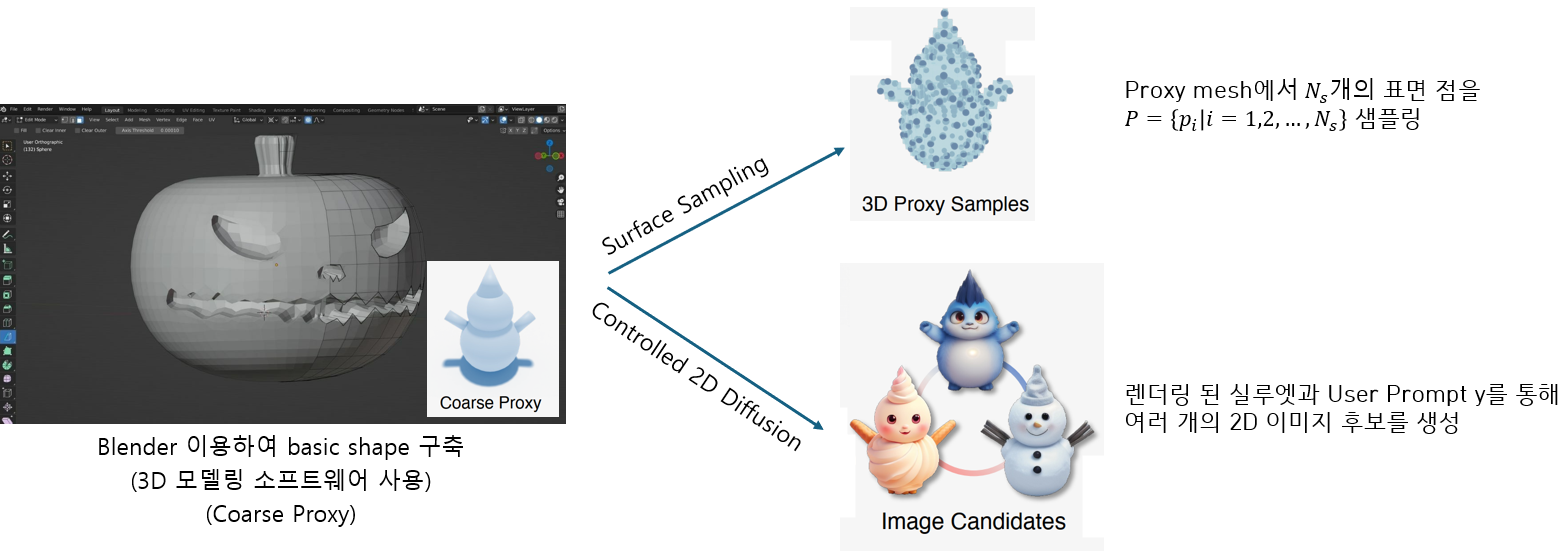 File Edit Render Window Help Layout Modeling Sculpting UV Editing Texture Paint Shading Animation Rendering Compositing Geometry Nodes + Scene ViewLayer
Edit Mode View Select Add Mesh Vertex Edge Face UV Global
Fill Clear Inner Clear Outer Axis Threshold 0.00010 X Y Z Options
User Orthographic
(132) Sphere
Coarse Proxy
Blender 이용하여 basic shape 구축
(3D 모델링 소프트웨어 사용)
(Coarse Proxy)
Surface Sampling
Controlled 2D Diffusion
3D Proxy Samples
Proxy mesh에서 𝑁ₛ개의 표면 점을
𝑃 = {𝑝ᵢ|𝑖 = 1,2, … , 𝑁ₛ} 샘플링
Image Candidates
렌더링 된 실루엣과 User Prompt y를 통해
여러 개의 2D 이미지 후보를 생성